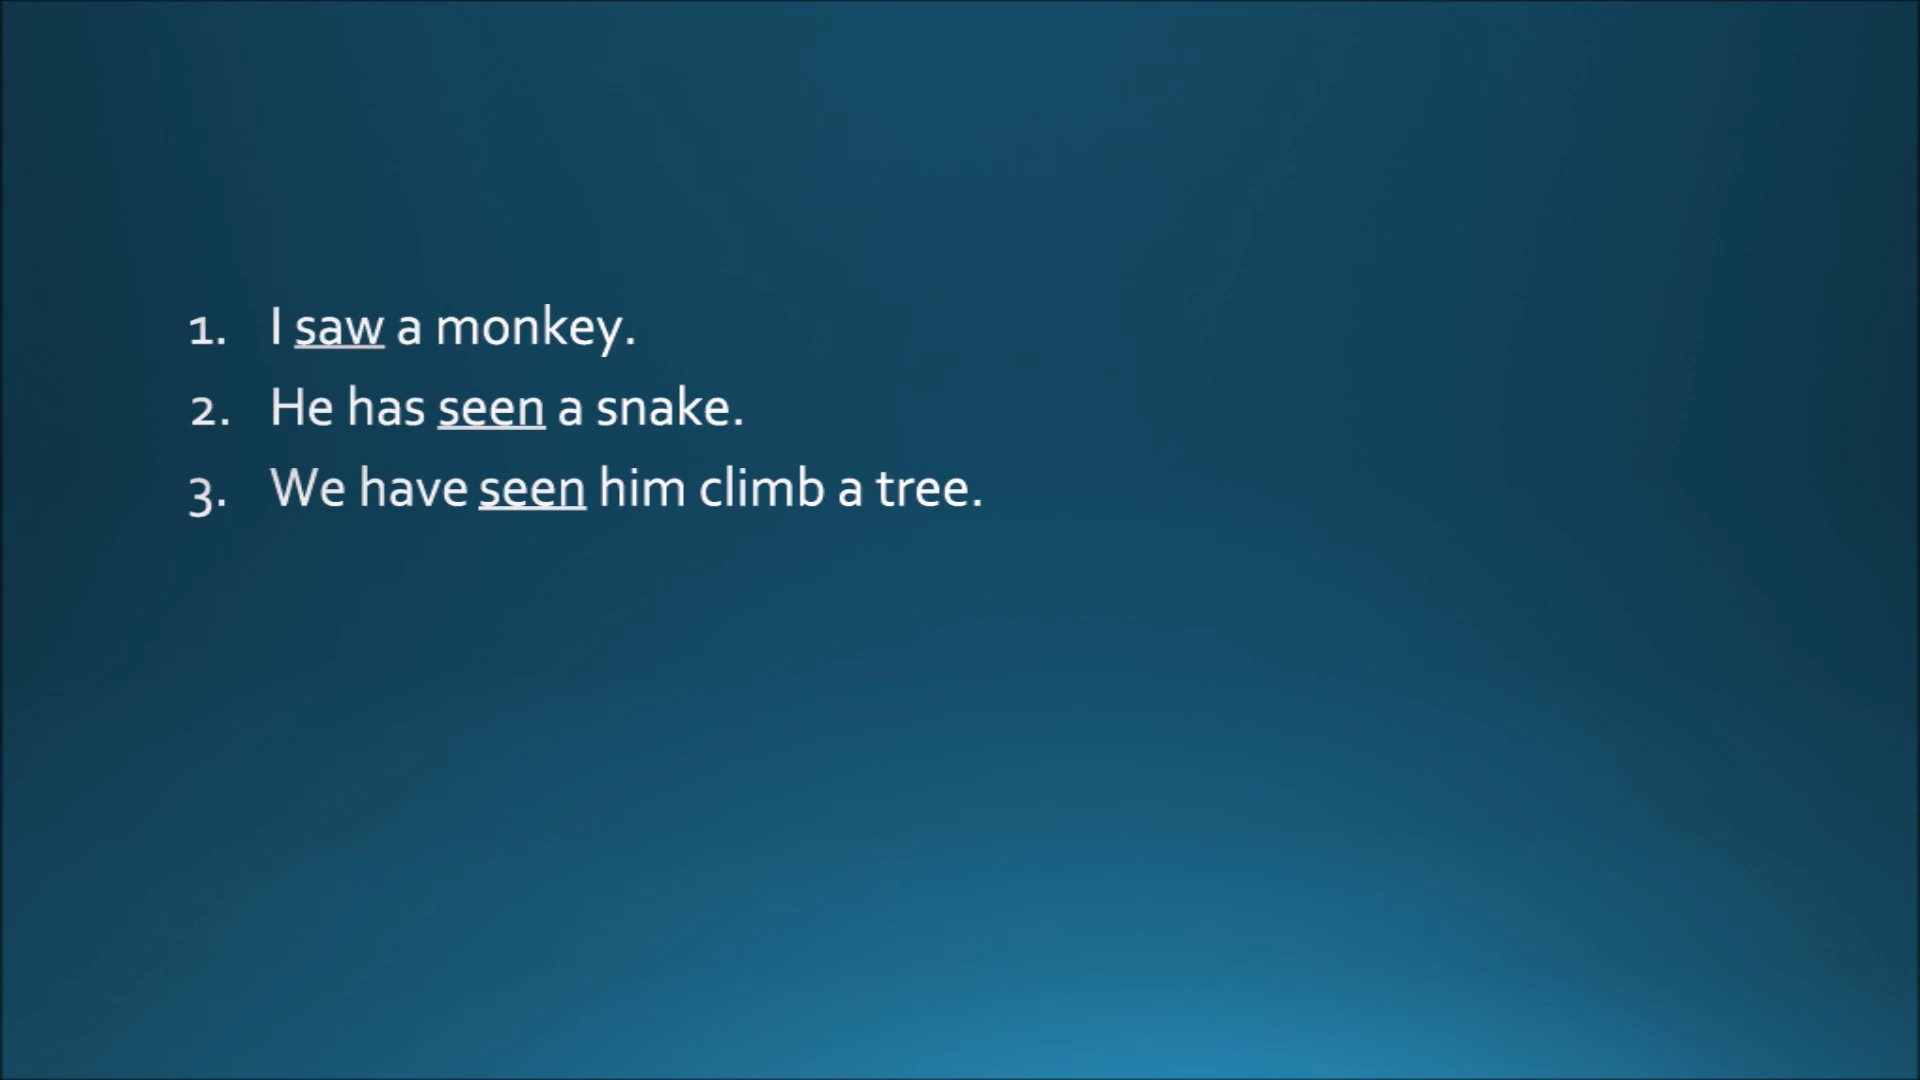 1. I saw a monkey.
2. He has seen a snake.
3. We have seen him climb a tree.